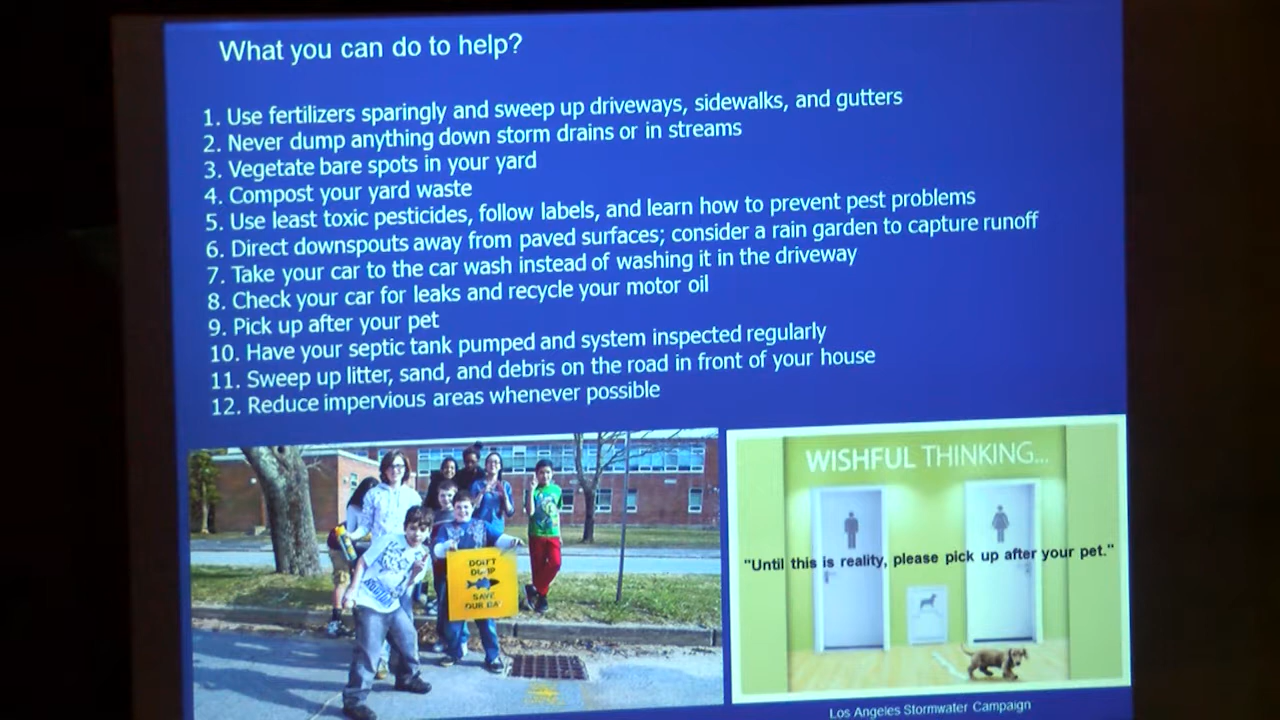 What you can do to help?
1. Use fertilizers sparingly and sweep up driveways, sidewalks, and gutters
2. Never dump anything down storm drains or in streams
3. Vegetate bare spots in your yard
4. Compost your yard waste
5. Use least toxic pesticides, follow labels, and learn how to prevent pest problems
6. Direct downspouts away from paved surfaces; consider a rain garden to capture runoff
7. Take your car to the car wash instead of washing it in the driveway
8. Check your car for leaks and recycle your motor oil
9. Pick up after your pet
10. Have your septic tank pumped and system inspected regularly
11. Sweep up litter, sand, and debris on the road in front of your house
12. Reduce impervious areas whenever possible
DON'T
DUMP
SAVE
OUR BAY
WISHFUL THINKING...
"Until this is reality, please pick up after your pet."
Los Angeles Stormwater Campaign